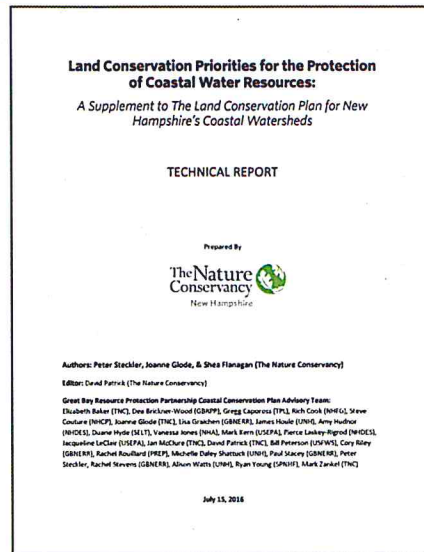 Land Conservation Priorities for the Protection
of Coastal Water Resources:
A Supplement to The Land Conservation Plan for New
Hampshire's Coastal Watersheds
TECHNICAL REPORT
Prepared By
The Nature
Conservancy
New Hampshire
Authors: Peter Steckler, Joanne Glode, & Shea Flanagan (The Nature Conservancy)
Editor: David Patrick (The Nature Conservancy)
Great Bay Resource Protection Partnership Coastal Conservation Plan Advisory Team:
Elizabeth Baker (TNC), Dea Brickner-Wood (GBRPP), Gregg Caporossi (TPL), Rich Cook (NHFG), Steve
Couture (NHCP), Joanne Glode (TNC), Lisa Graichen (GBNERR), James Houle (UNH), Amy Hudnor
(NHDES), Duane Hyde (SELT), Vanessa Jones (NHA), Mark Kern (USEPA), Pierce Laskey-Rigrod (NHDES),
Jacqueline LeClair (USEPA), Jan McClure (TNC), David Patrick (TNC), Bill Peterson (USFWS), Cory Riley
(GBNERR), Rachel Rouillard (PREP), Michelle Daley Shattuck (UNH), Paul Stacey (GBNERR), Peter
Steckler, Rachel Stevens (GBNERR), Alison Watts (UNH), Ryan Young (SPNHF), Mark Zankel (TNC)
July 15, 2016